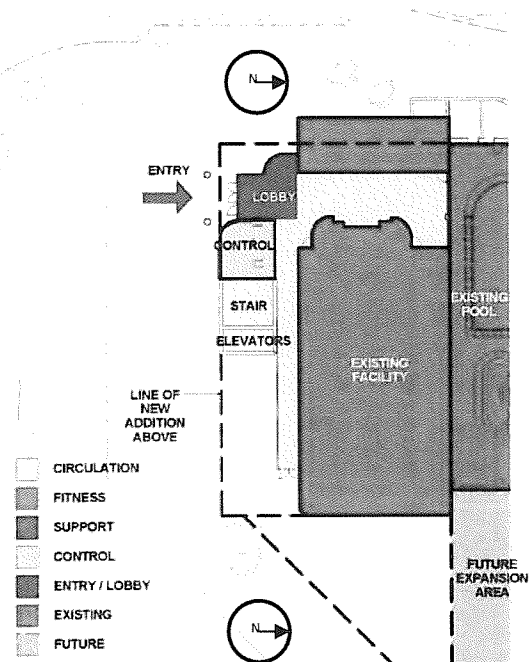 N
ENTRY
LOBBY
CONTROL
STAIR
ELEVATORS
EXISTING
POOL
EXISTING
FACILITY
LINE OF
NEW
ADDITION
ABOVE
CIRCULATION
FITNESS
SUPPORT
CONTROL
ENTRY / LOBBY
EXISTING
FUTURE
FUTURE
EXPANSION
AREA
N